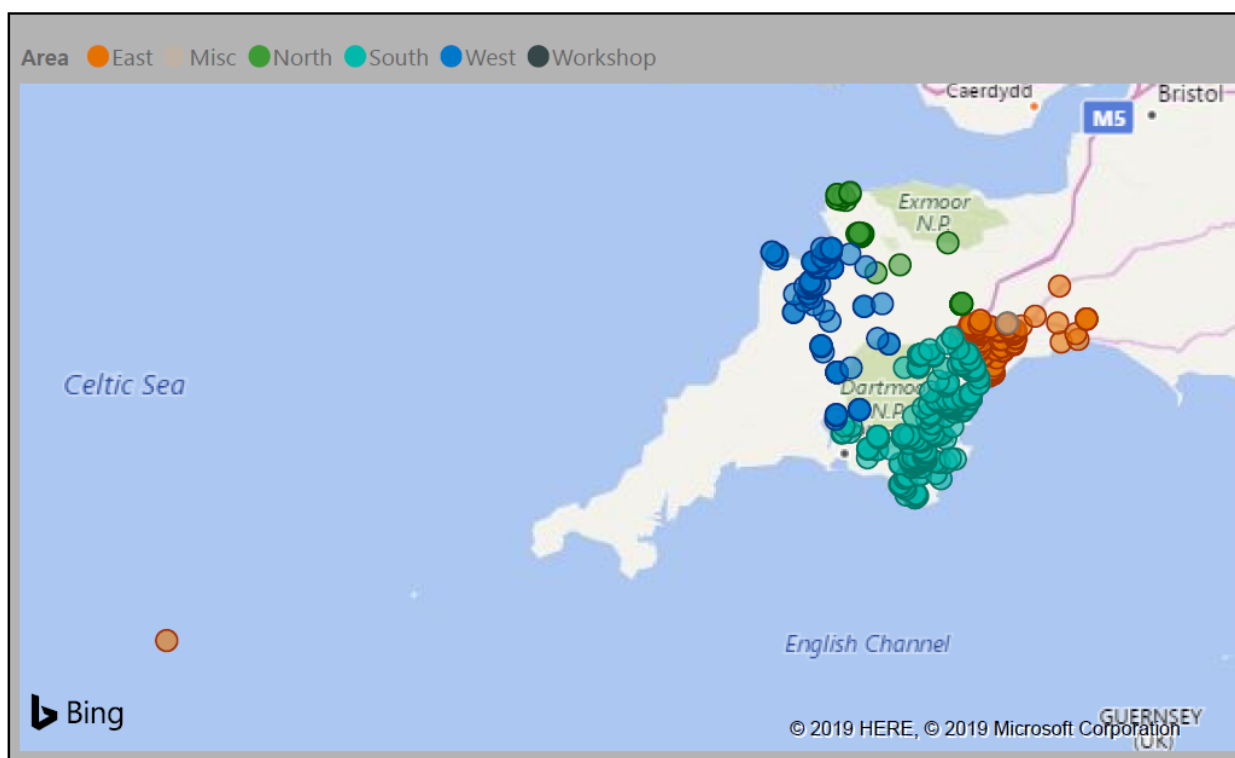 Area East Misc North South West Workshop
Caerdydd
Bristol
M5
Exmoor
N.P.
Celtic Sea
Dartmoo
N.P.
English Channel
Bing
GUERNSEY
(UK)
© 2019 HERE, © 2019 Microsoft Corporation